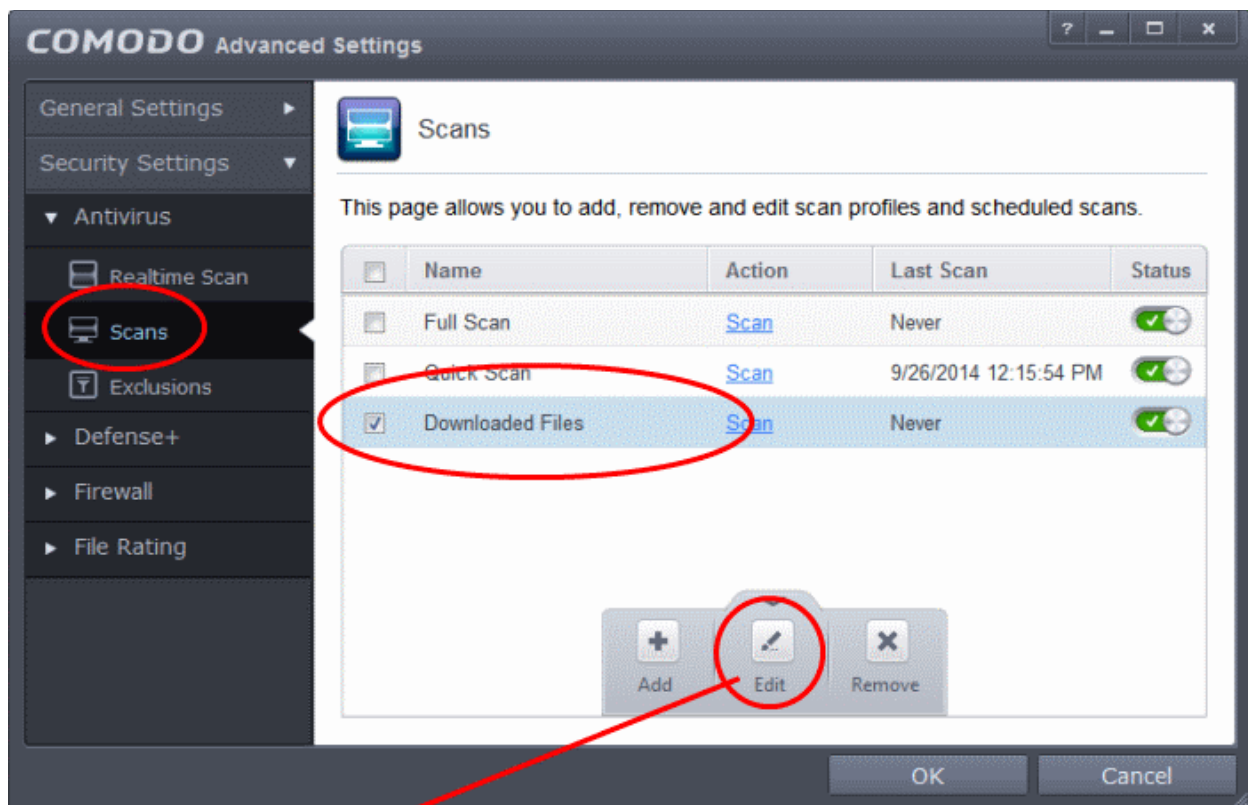 COMODO Advanced Settings
?
General Settings
Security Settings
Antivirus
Realtime Scan
Scans
Exclusions
Defense+
Firewall
File Rating
Scans
This page allows you to add, remove and edit scan profiles and scheduled scans.
Name Action Last Scan Status
Full Scan Scan Never
Quick Scan Scan 9/26/2014 12:15:54 PM
Downloaded Files Scan Never
Add Edit Remove
OK Cancel